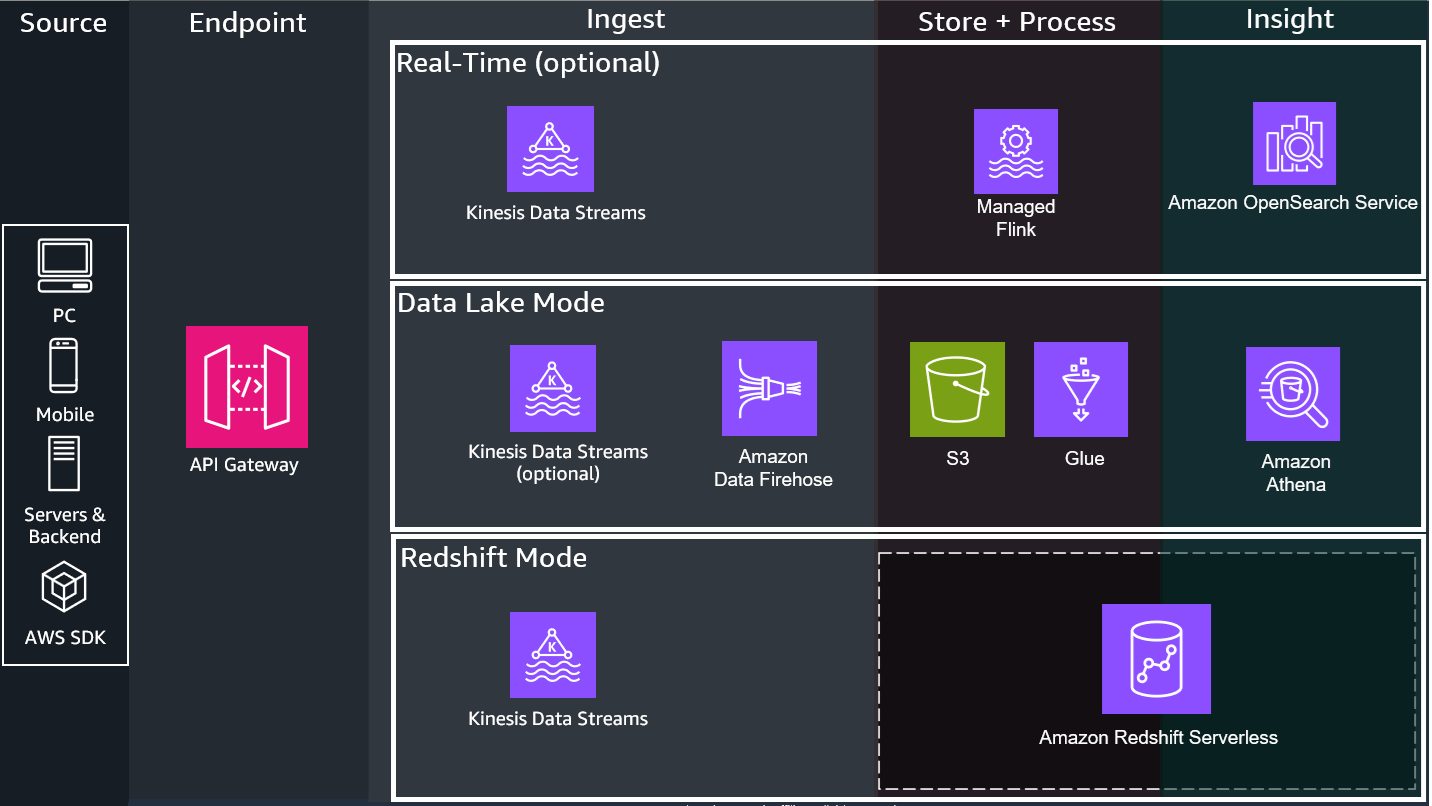 Source
Endpoint
Ingest
Store + Process
Insight
Real-Time (optional)
K
Kinesis Data Streams
Managed
Flink
Amazon OpenSearch Service
PC
Mobile
Servers &
Backend
AWS SDK
</>
API Gateway
Data Lake Mode
K
Kinesis Data Streams
(optional)
Amazon
Data Firehose
S3
Glue
Amazon
Athena
Redshift Mode
K
Kinesis Data Streams
Amazon Redshift Serverless